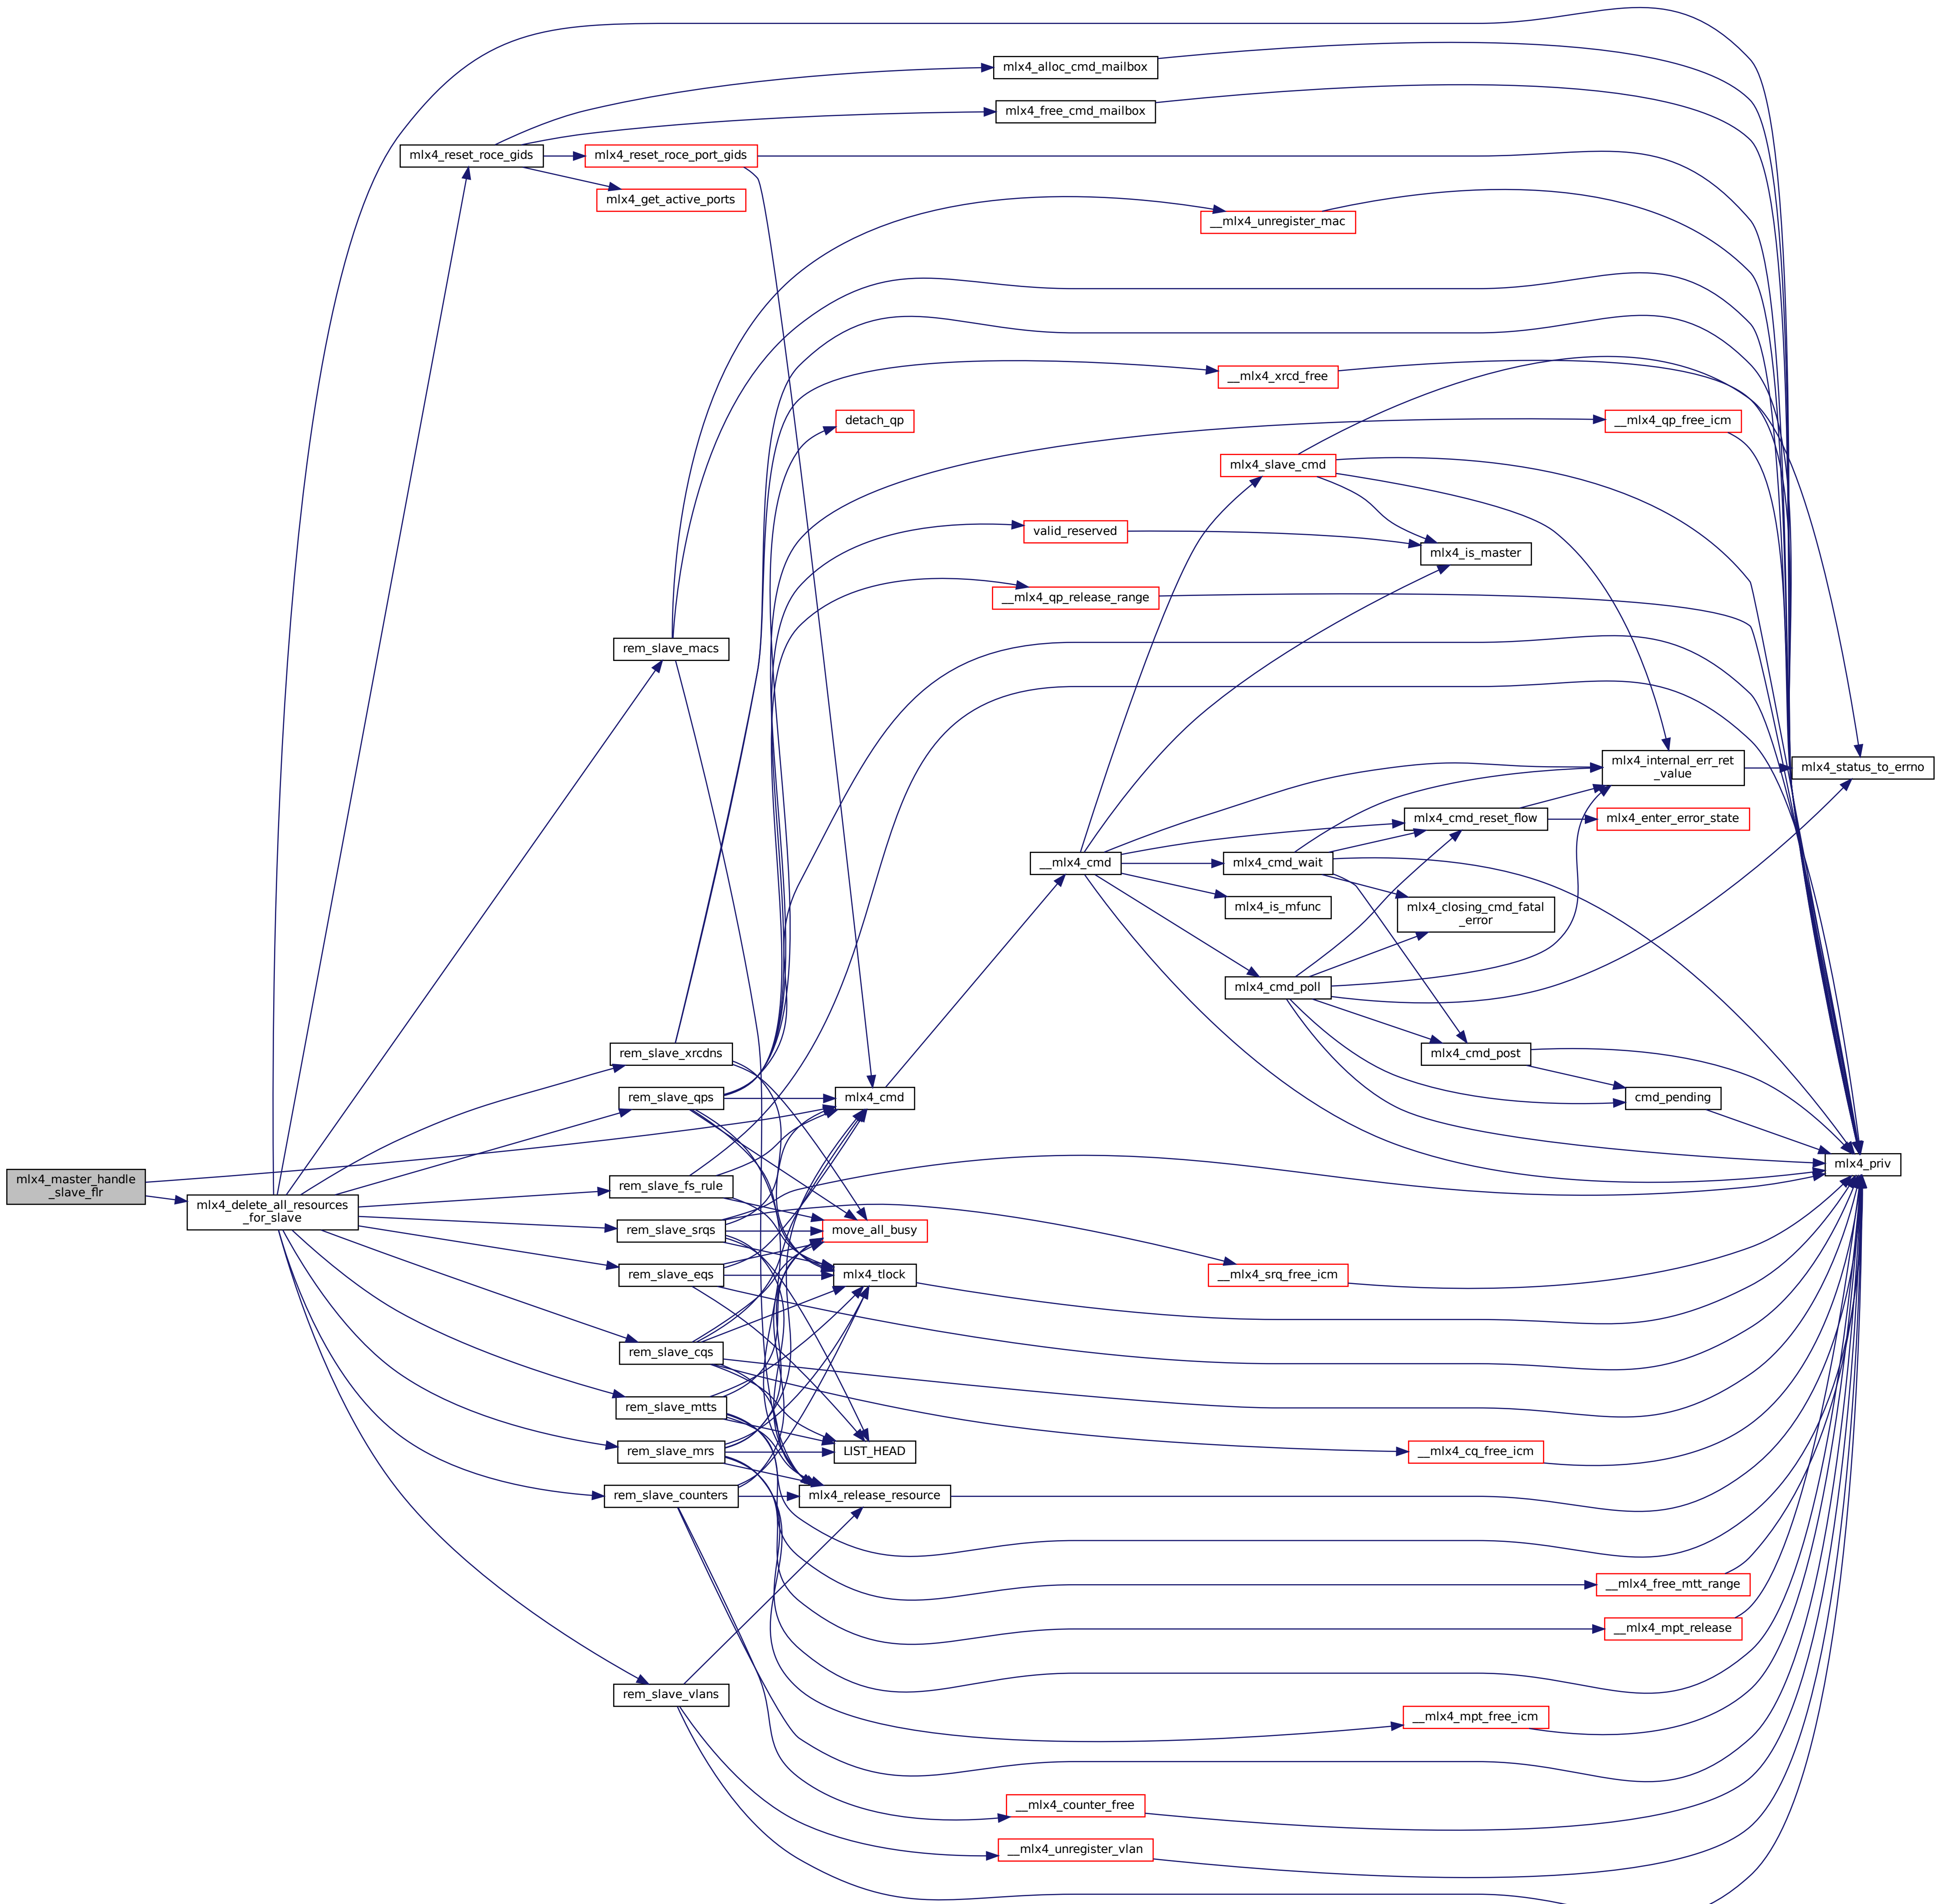 mlx4_alloc_cmd_mailbox
mlx4_free_cmd_mailbox
mlx4_reset_roce_gids
mlx4_reset_roce_port_gids
mlx4_get_active_ports
__mlx4_unregister_mac
__mlx4_xrcd_free
detach_qp
__mlx4_qp_free_icm
mlx4_slave_cmd
valid_reserved
mlx4_is_master
__mlx4_qp_release_range
rem_slave_macs
mlx4_internal_err_ret
_value
mlx4_status_to_errno
mlx4_cmd_reset_flow
mlx4_enter_error_state
__mlx4_cmd
mlx4_cmd_wait
mlx4_is_mfunc
mlx4_closing_cmd_fatal
_error
mlx4_cmd_poll
rem_slave_xrcdns
mlx4_cmd_post
rem_slave_qps
mlx4_cmd
cmd_pending
mlx4_priv
mlx4_master_handle
_slave_flr
rem_slave_fs_rule
mlx4_delete_all_resources
_for_slave
rem_slave_srqs
move_all_busy
rem_slave_eqs
mlx4_tlock
__mlx4_srq_free_icm
rem_slave_cqs
rem_slave_mtts
rem_slave_mrs
LIST_HEAD
__mlx4_cq_free_icm
rem_slave_counters
mlx4_release_resource
__mlx4_free_mtt_range
__mlx4_mpt_release
rem_slave_vlans
__mlx4_mpt_free_icm
__mlx4_counter_free
__mlx4_unregister_vlan